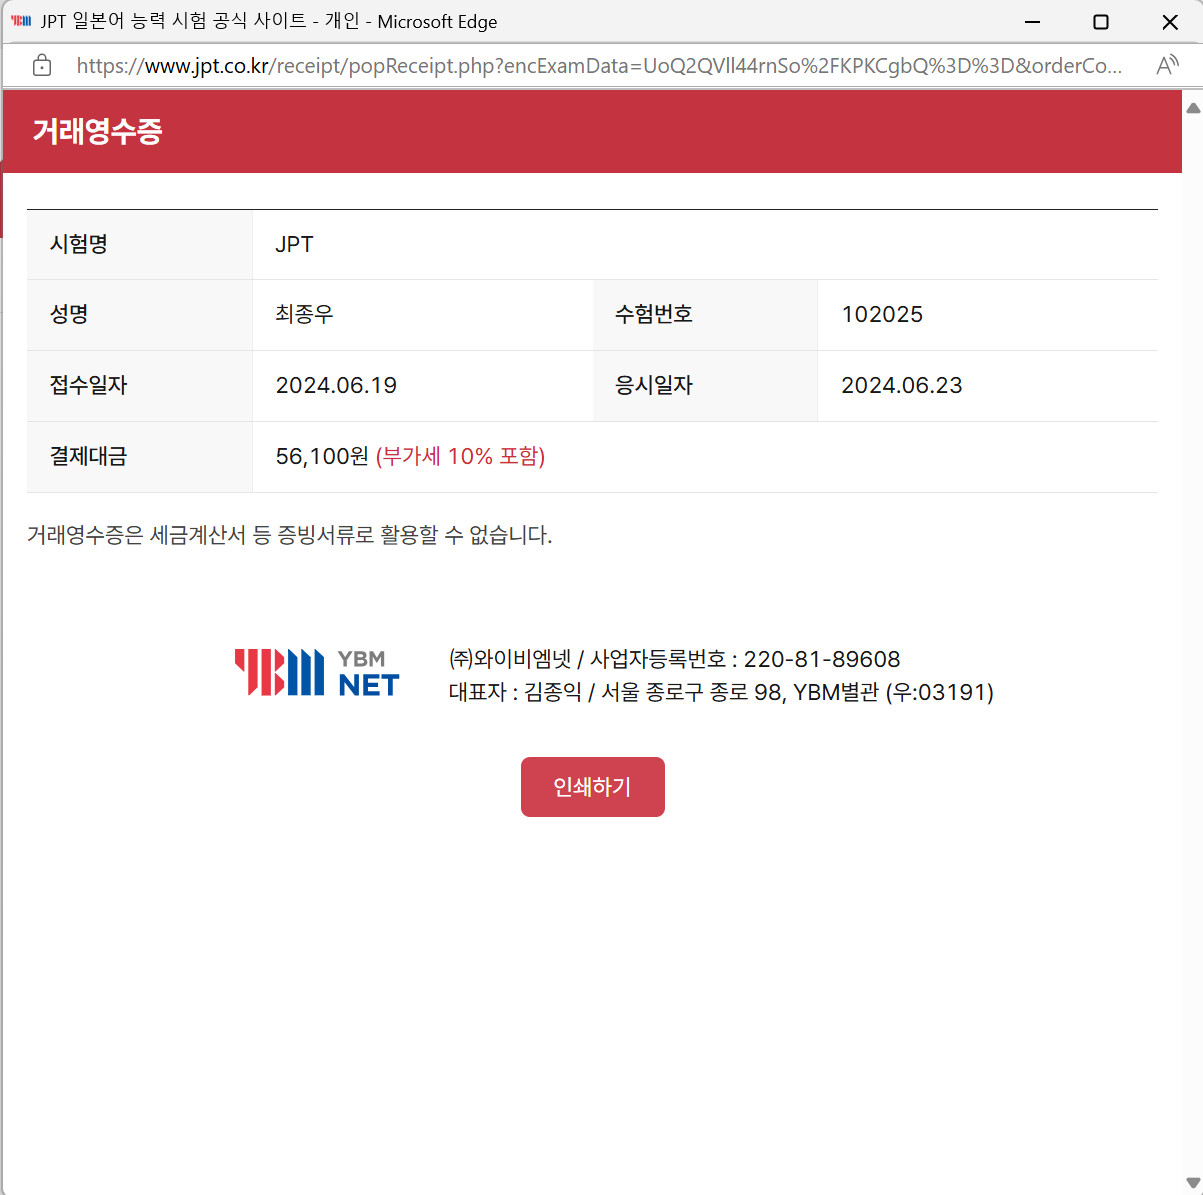 JPT 일본어 능력 시험 공식 사이트 - 개인 - Microsoft Edge
https://www.jpt.co.kr/receipt/popReceipt.php?encExamData=UoQ2QVll44rnSo%2FKPKCgbQ%3D%3D&orderCo...
거래영수증
시험명 JPT
성명 최종우 수험번호 102025
접수일자 2024.06.19 응시일자 2024.06.23
결제대금 56,100원 (부가세 10% 포함)
거래영수증은 세금계산서 등 증빙서류로 활용할 수 없습니다.
YBM YBM NET
㈜와이비엠넷 / 사업자등록번호 : 220-81-89608
대표자 : 김종익 / 서울 종로구 종로 98, YBM별관 (우:03191)
인쇄하기